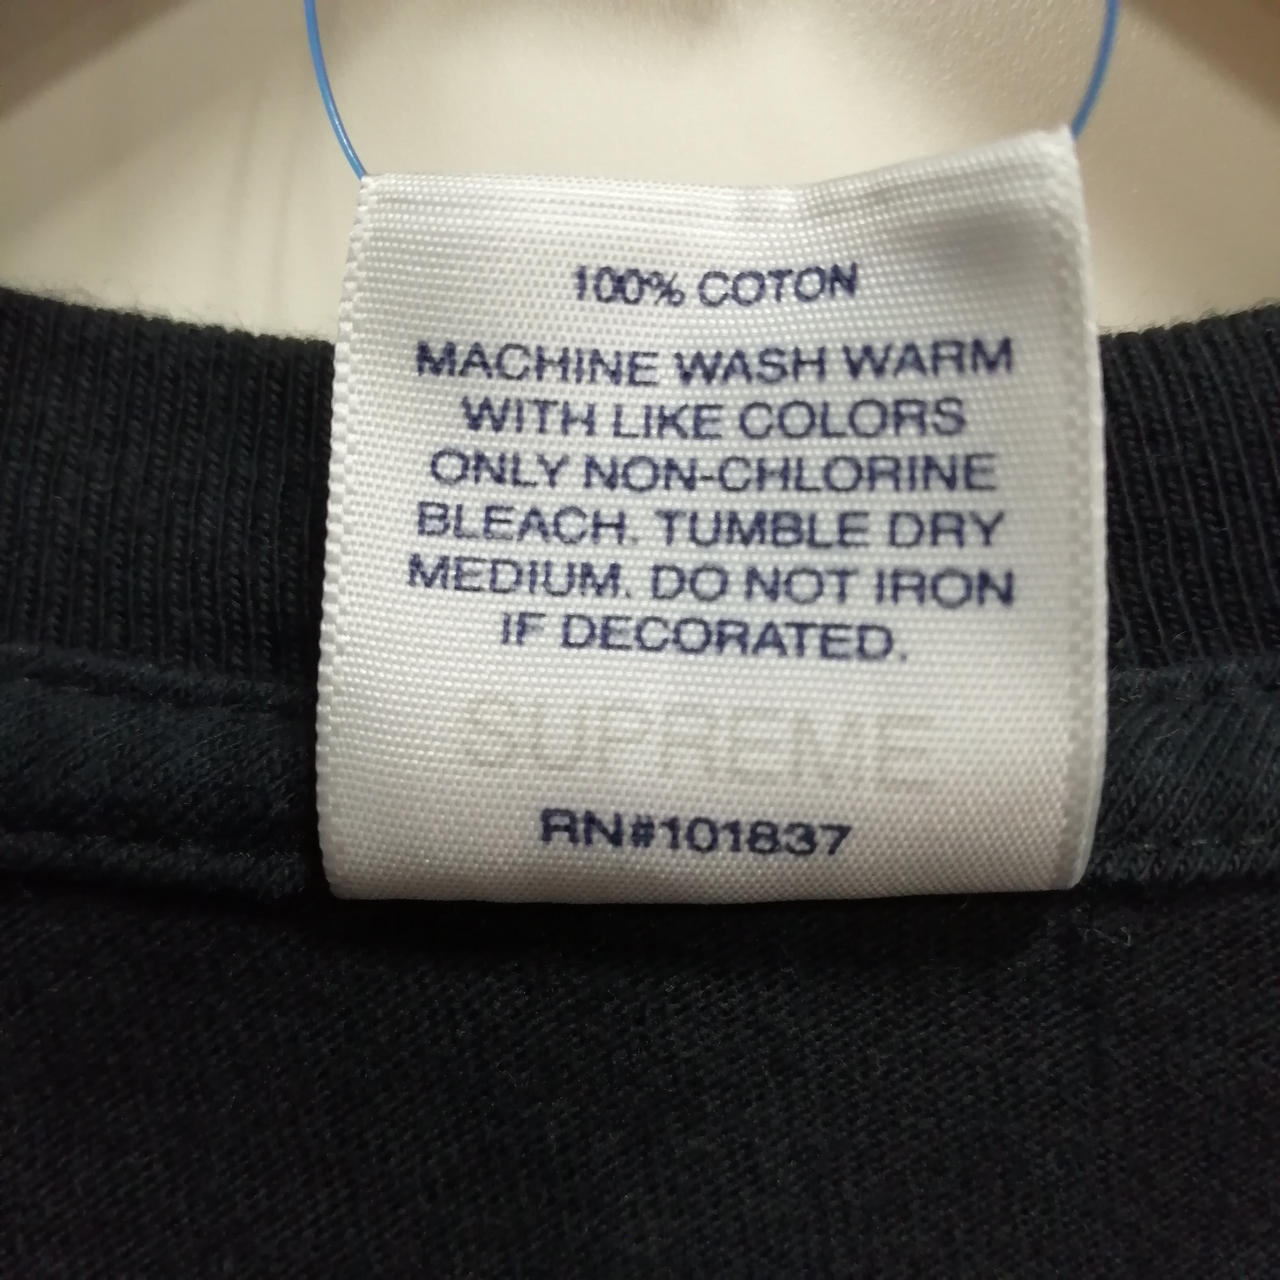 100% COTON
MACHINE WASH WARM
WITH LIKE COLORS
ONLY NON-CHLORINE
BLEACH. TUMBLE DRY
MEDIUM. DO NOT IRON
IF DECORATED.
SUPREME
RN#101837